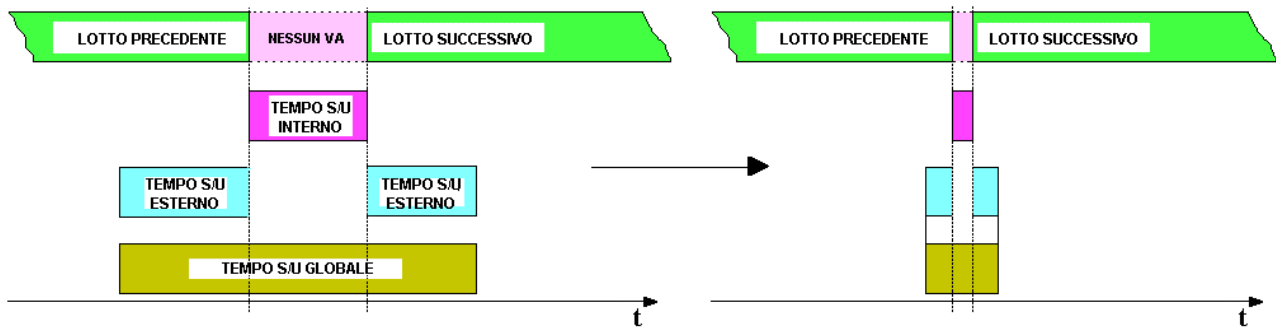 LOTTO PRECEDENTE
NESSUN VA
LOTTO SUCCESSIVO
TEMPO S/U
INTERNO
TEMPO S/U
ESTERNO
TEMPO S/U
ESTERNO
TEMPO S/U GLOBALE
t
LOTTO PRECEDENTE
LOTTO SUCCESSIVO
t